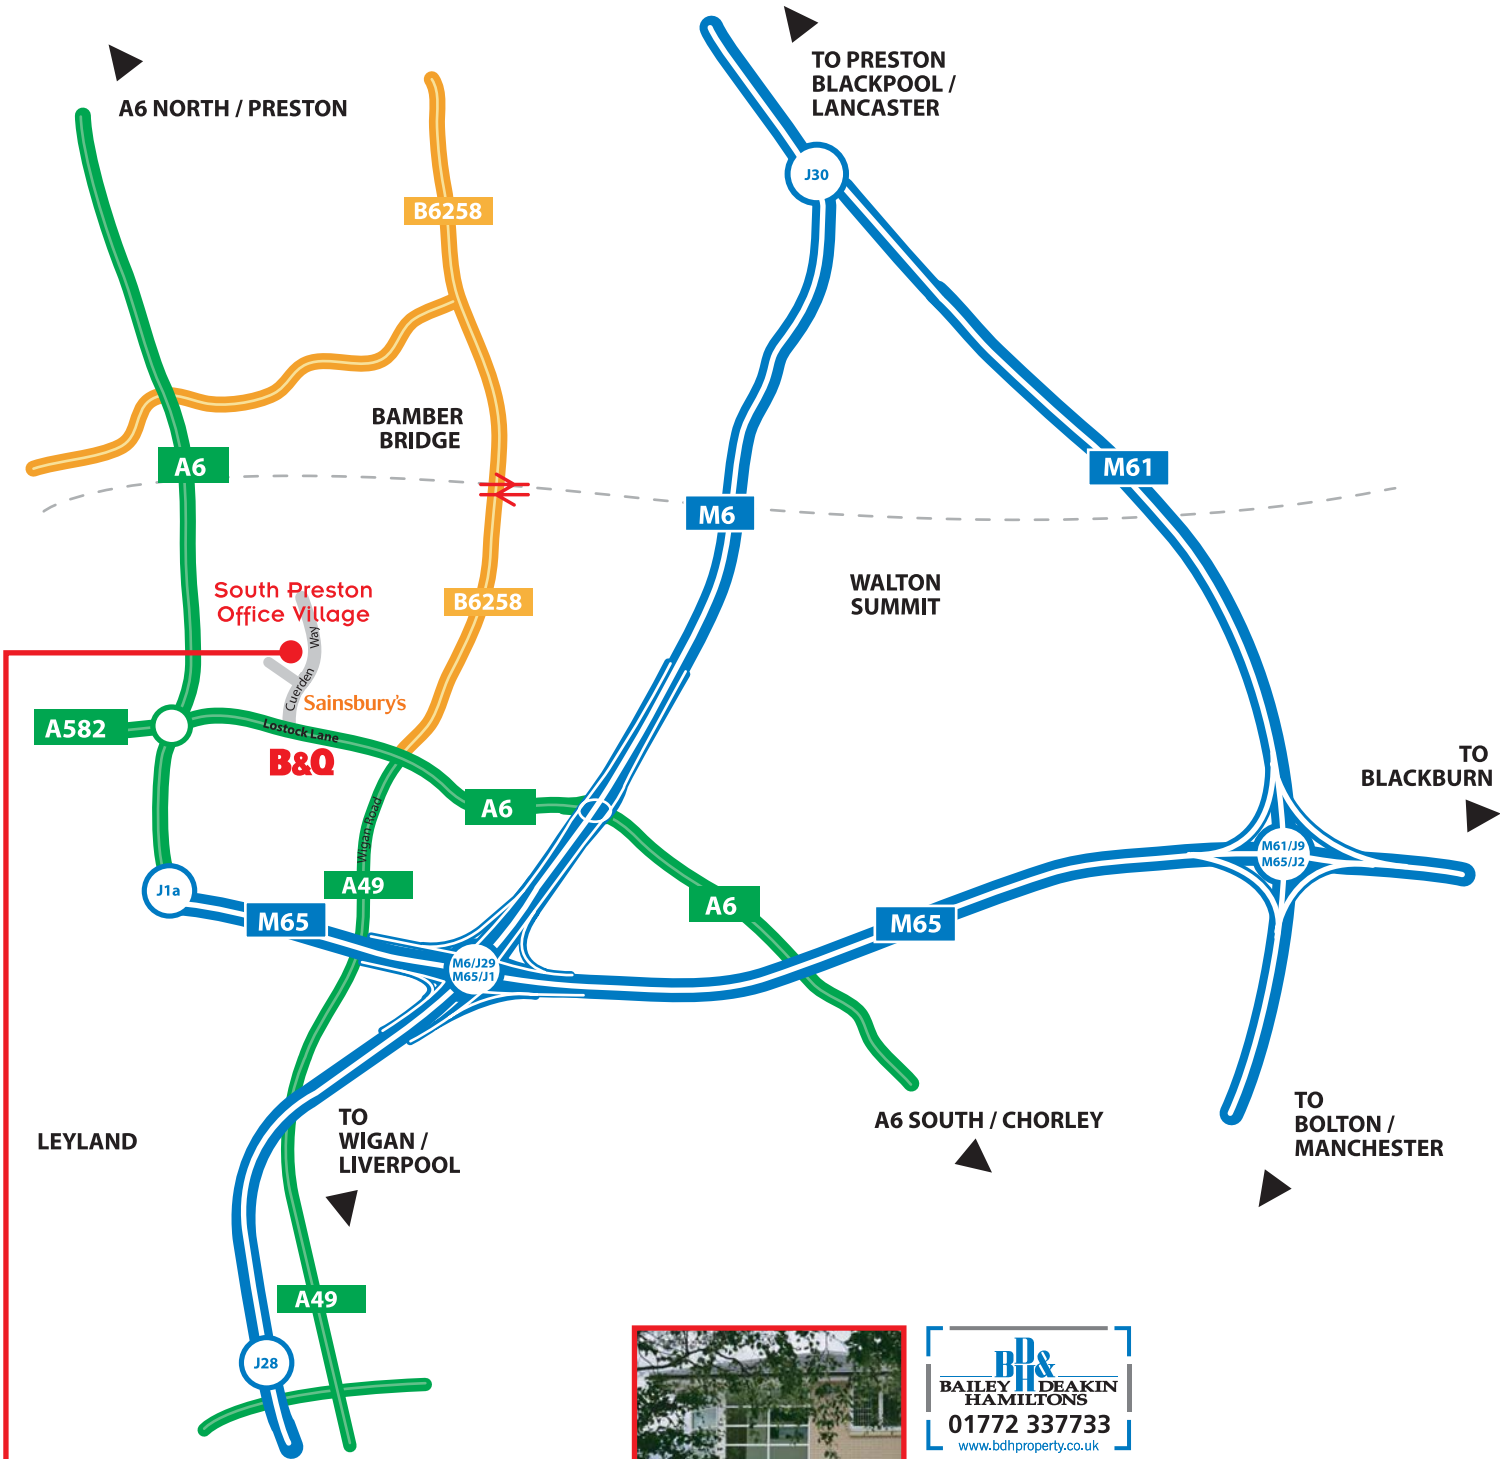 TO PRESTON
BLACKPOOL /
LANCASTER
A6 NORTH / PRESTON
J30
B6258
BAMBER
BRIDGE
A6
M61
M6
South Preston
Office Village
WALTON
SUMMIT
B6258
Way
Cuerden
Sainsbury's
A582
Lostock Lane
B&Q
TO
BLACKBURN
A6
Wigan Road
M61/J9
M65/J2
J1a
A49
A6
M65
M65
M6/J29
M65/J1
A6 SOUTH / CHORLEY
TO
BOLTON /
MANCHESTER
LEYLAND
TO
WIGAN /
LIVERPOOL
A49
J28
BDH&
BAILEY DEAKIN
HAMILTONS
01772 337733
www.bdhproperty.co.uk